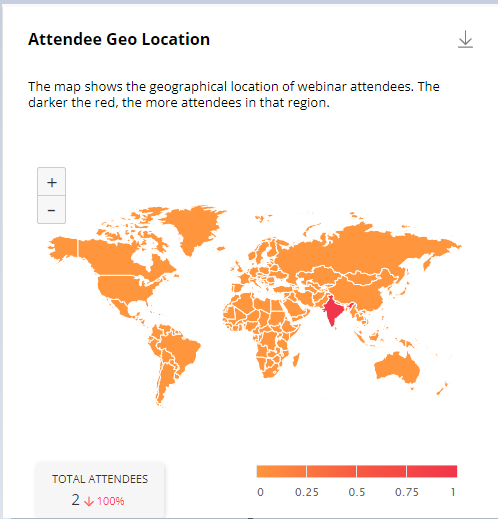 Attendee Geo Location
The map shows the geographical location of webinar attendees. The
darker the red, the more attendees in that region.
+
−
TOTAL ATTENDEES
2 ↓ 100%
0 0.25 0.5 0.75 1